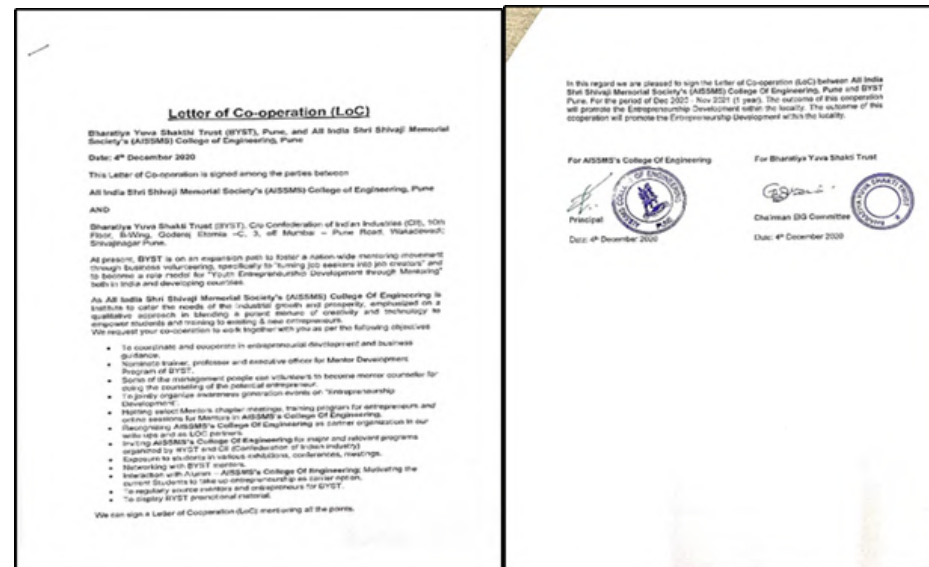 Letter of Co-operation (LoC)
Bharatiya Yuva Shakthi Trust (BYST), Pune, and All India Shri Shivaji Memorial
Society's (AISSMS) College of Engineering, Pune
Date: 4th December 2020
This Letter of Co-operation is signed among the parties between
All India Shri Shivaji Memorial Society's (AISSMS) College of Engineering, Pune
AND
Bharatiya Yuva Shakti Trust (BYST), C/o Confederation of Indian Industries (CII), 10th
Floor, B-Wing, Godrej Eternia -C, 3, off Mumbai – Pune Road, Wakadewadi,
Shivajinagar Pune.
At present, BYST is on an expansion path to foster a nation wide mentoring movement
through business volunteering, specifically to "turning job seekers into job creators" and
to become a role model for "Youth Entrepreneurship Development through Mentoring"
both in India and developing countries.
As All India Shri Shivaji Memorial Society's (AISSMS) College Of Engineering is
Institute to cater the needs of the industrial growth and prosperity, emphasized on a
qualitative approach in blending a potent mixture of creativity and technology to
empower students and training to existing & new entrepreneurs.
We request your co-operation to work together with you as per the following objectives
• To coordinate and cooperate in entrepreneurial development and business
guidance.
• Nominate trainer, professor and executive officer for Mentor Development
Program of BYST.
• Some of the management people can volunteers to become mentor counselor for
doing the counseling of the potential entrepreneur.
• To jointly organize awareness generation events on "Entrepreneurship
Development".
• Holding select Mentors chapter meetings, training program for entrepreneurs and
online sessions for Mentors in AISSMS's College Of Engineering.
• Recognizing AISSMS's College Of Engineering as partner organization in our
write ups and as LOC partners.
• Inviting AISSMS's College Of Engineering for major and relevant programs
organized by BYST and CII (Confederation of Indian Industry)
• Exposure to students in various exhibitions, conferences, meetings.
• Networking with BYST mentors.
• Interaction with Alumni – AISSMS's College Of Engineering; Motivating the
current Students to take up entrepreneurship as carrier option.
• To regularly source mentors and entrepreneurs for BYST.
• To display BYST promotional material.
We can sign a Letter of Cooperation (LoC) mentioning all the points.
In this regard we are pleased to sign the Letter of Co-operation (LoC) between All India
Shri Shivaji Memorial Society's (AISSMS) College Of Engineering, Pune and BYST
Pune. For the period of Dec 2020 - Nov 2021 (1 year). The outcome of this cooperation
will promote the Entrepreneurship Development within the locality. The outcome of this
cooperation will promote the Entrepreneurship Development within the locality.
For AISSMS's College Of Engineering
For Bharatiya Yuva Shakti Trust
AISSMS COLL. OF ENGINEERING
PUNE
BHARATIYA YUVA SHAKTI TRUST
Principal
Chairman EIG Committee
Date: 4th December 2020
Date: 4th December 2020